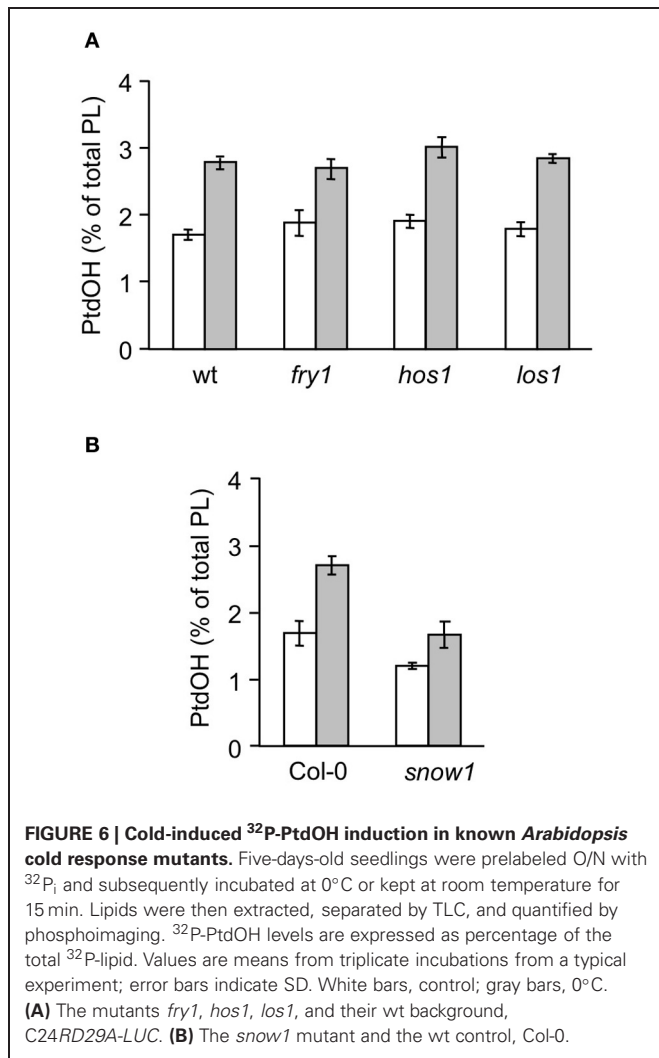 A
PtdOH (% of total PL)
4
3
2
1
0
wt fry1 hos1 los1
B
PtdOH (% of total PL)
4
3
2
1
0
Col-0 snow1
FIGURE 6 | Cold-induced ³²P-PtdOH induction in known Arabidopsis
cold response mutants. Five-days-old seedlings were prelabeled O/N with
³²Pᵢ and subsequently incubated at 0°C or kept at room temperature for
15 min. Lipids were then extracted, separated by TLC, and quantified by
phosphoimaging. ³²P-PtdOH levels are expressed as percentage of the
total ³²P-lipid. Values are means from triplicate incubations from a typical
experiment; error bars indicate SD. White bars, control; gray bars, 0°C.
(A) The mutants fry1, hos1, los1, and their wt background,
C24RD29A-LUC. (B) The snow1 mutant and the wt control, Col-0.